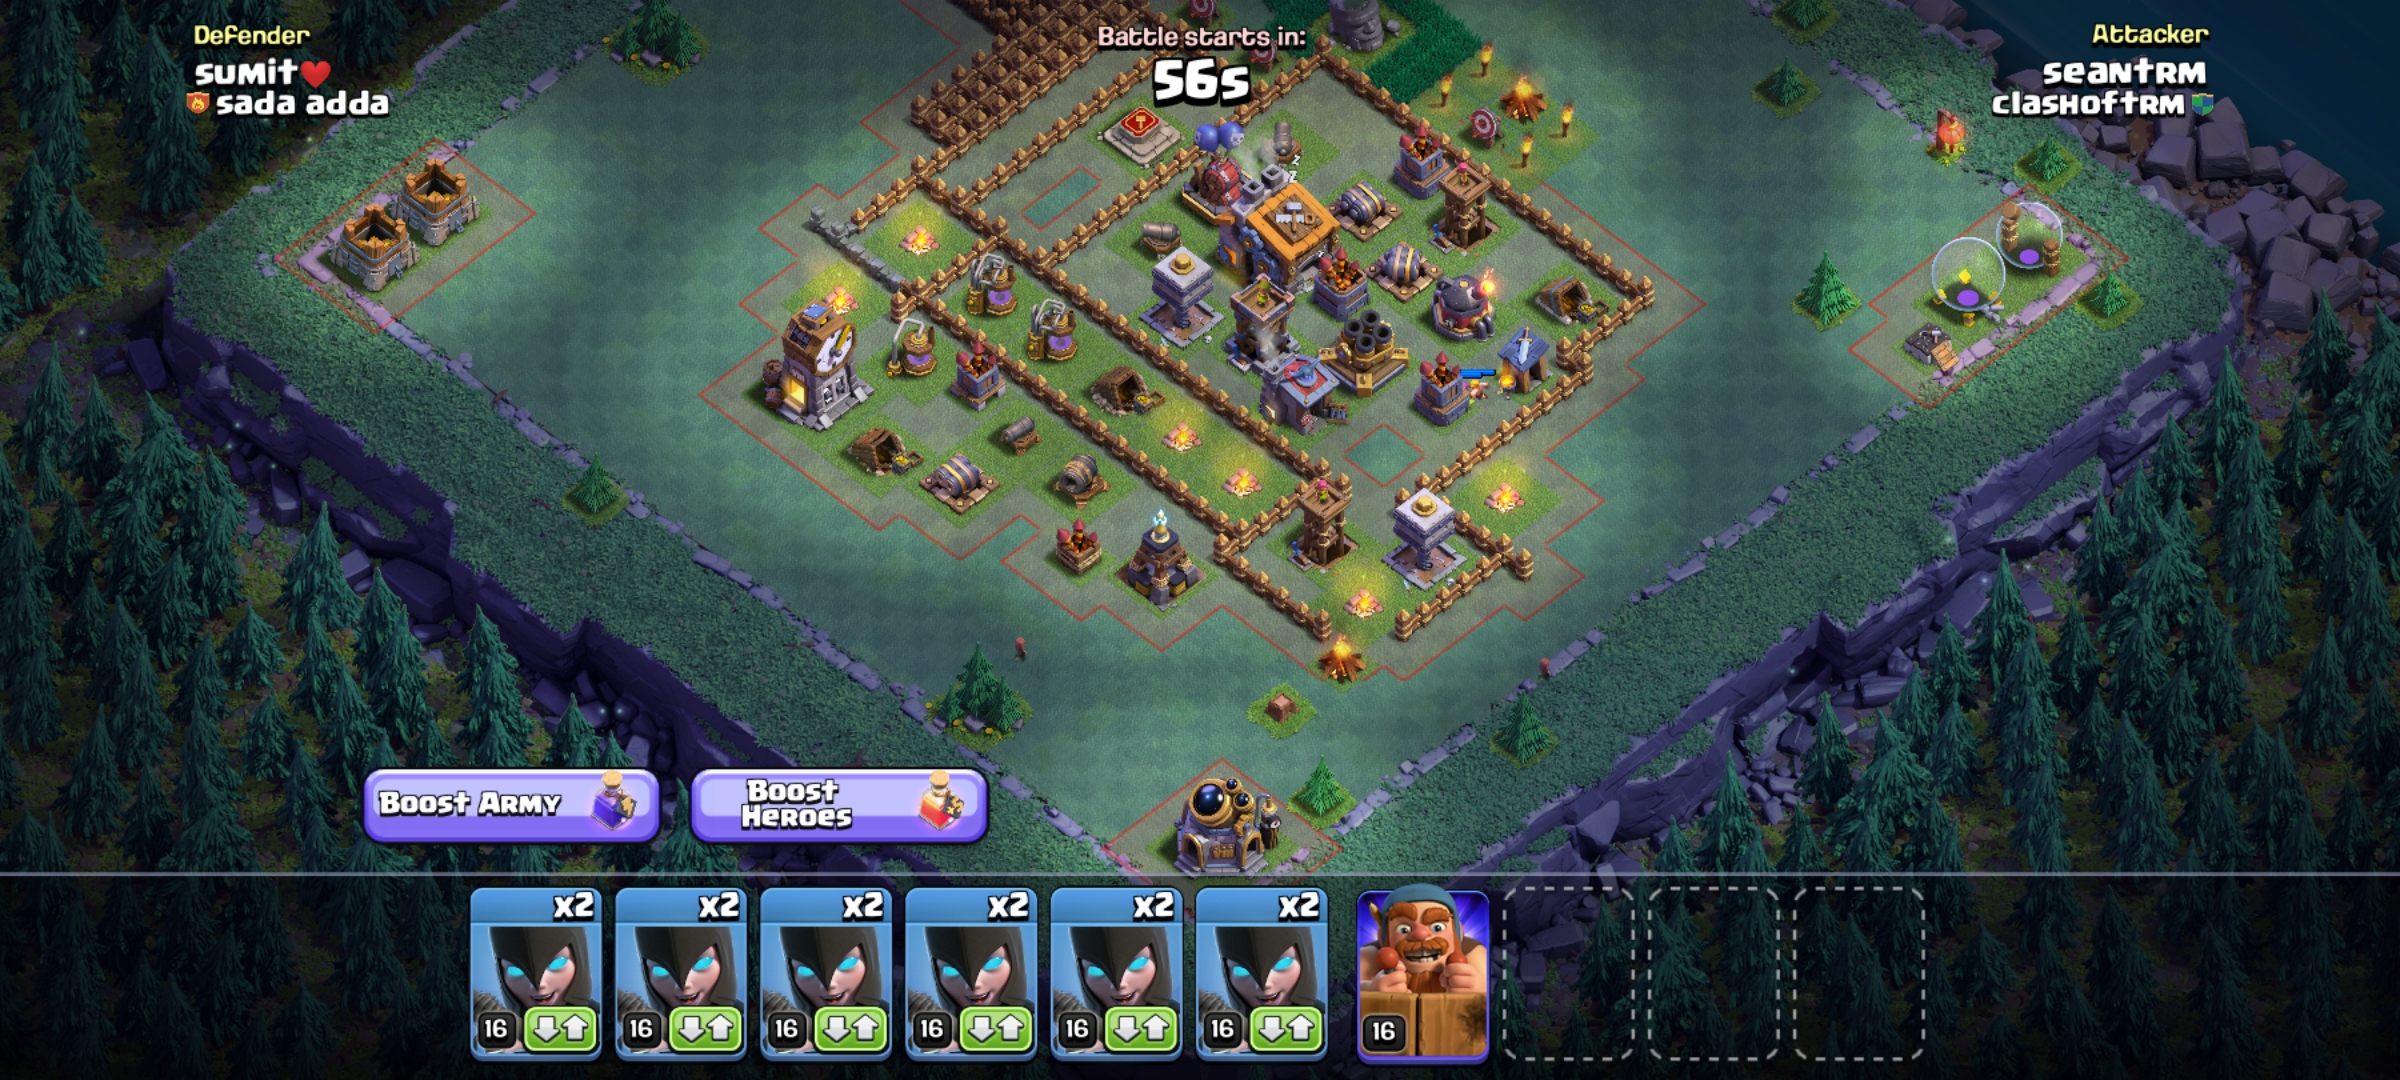 Defender
sumit❤
sada adda
Battle starts in:
56s
Attacker
seantRM
clashoftRM
Boost Army
Boost
Heroes
x2
x2
x2
x2
x2
x2
16
16
16
16
16
16
16